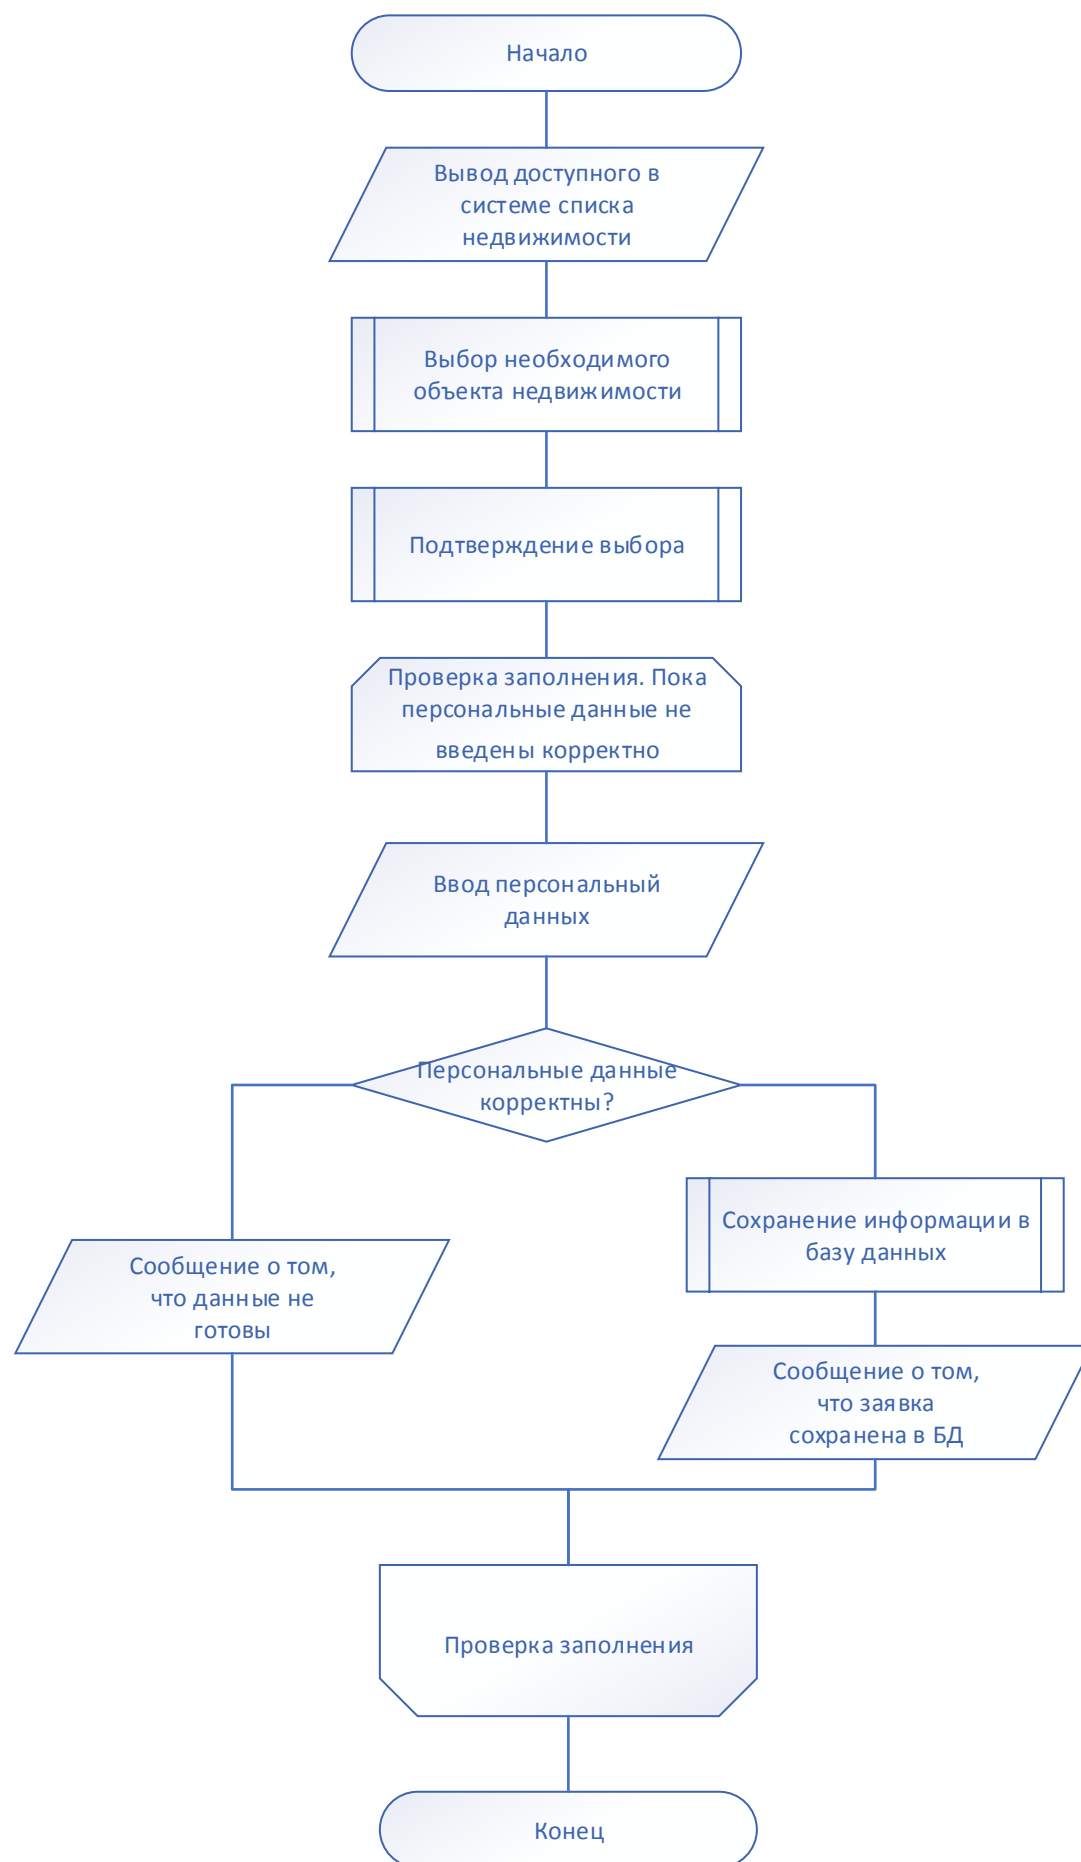 Начало
Вывод доступного в
системе списка
недвижимости
Выбор необходимого
объекта недвижимости
Подтверждение выбора
Проверка заполнения. Пока
персональные данные не
введены корректно
Ввод персональный
данных
Персональные данные
корректны?
Сохранение информации в
базу данных
Сообщение о том,
что данные не
готовы
Сообщение о том,
что заявка
сохранена в БД
Проверка заполнения
Конец